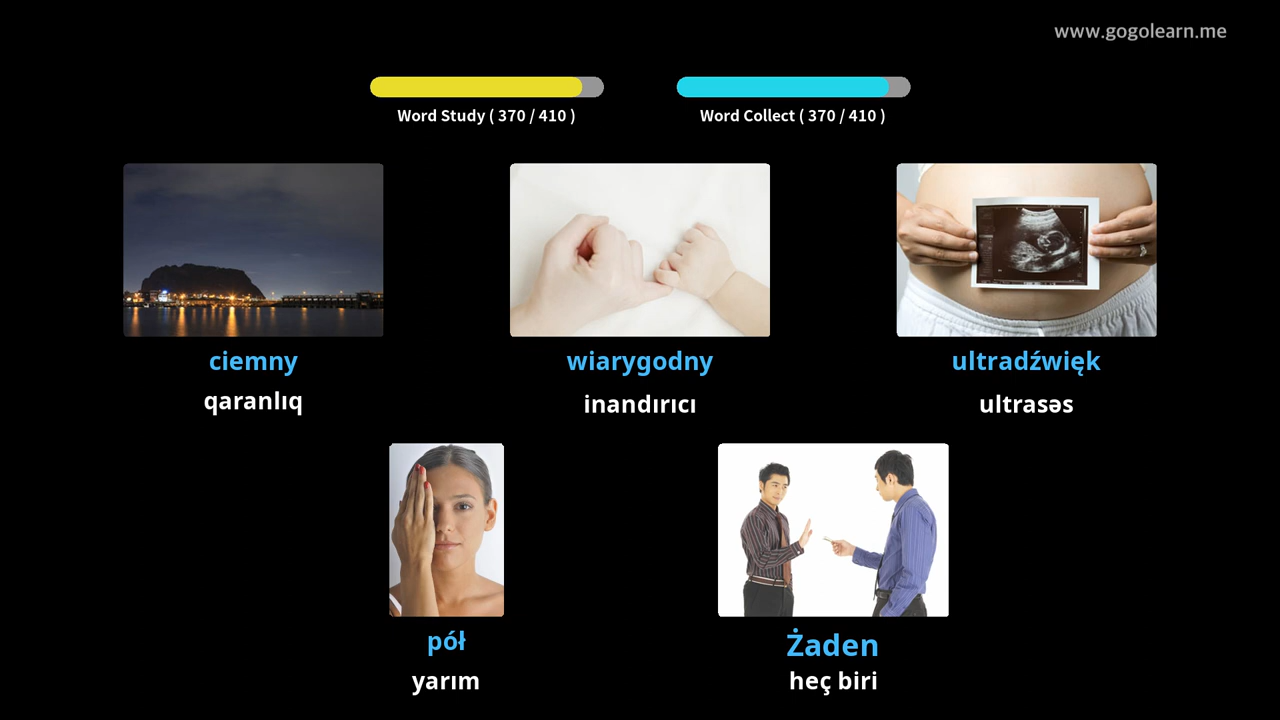 www.gogolearn.me
Word Study ( 370 / 410 )
Word Collect ( 370 / 410 )
ciemny
wiarygodny
ultradźwięk
qaranlıq
inandırıcı
ultrasəs
pół
Żaden
yarım
heç biri